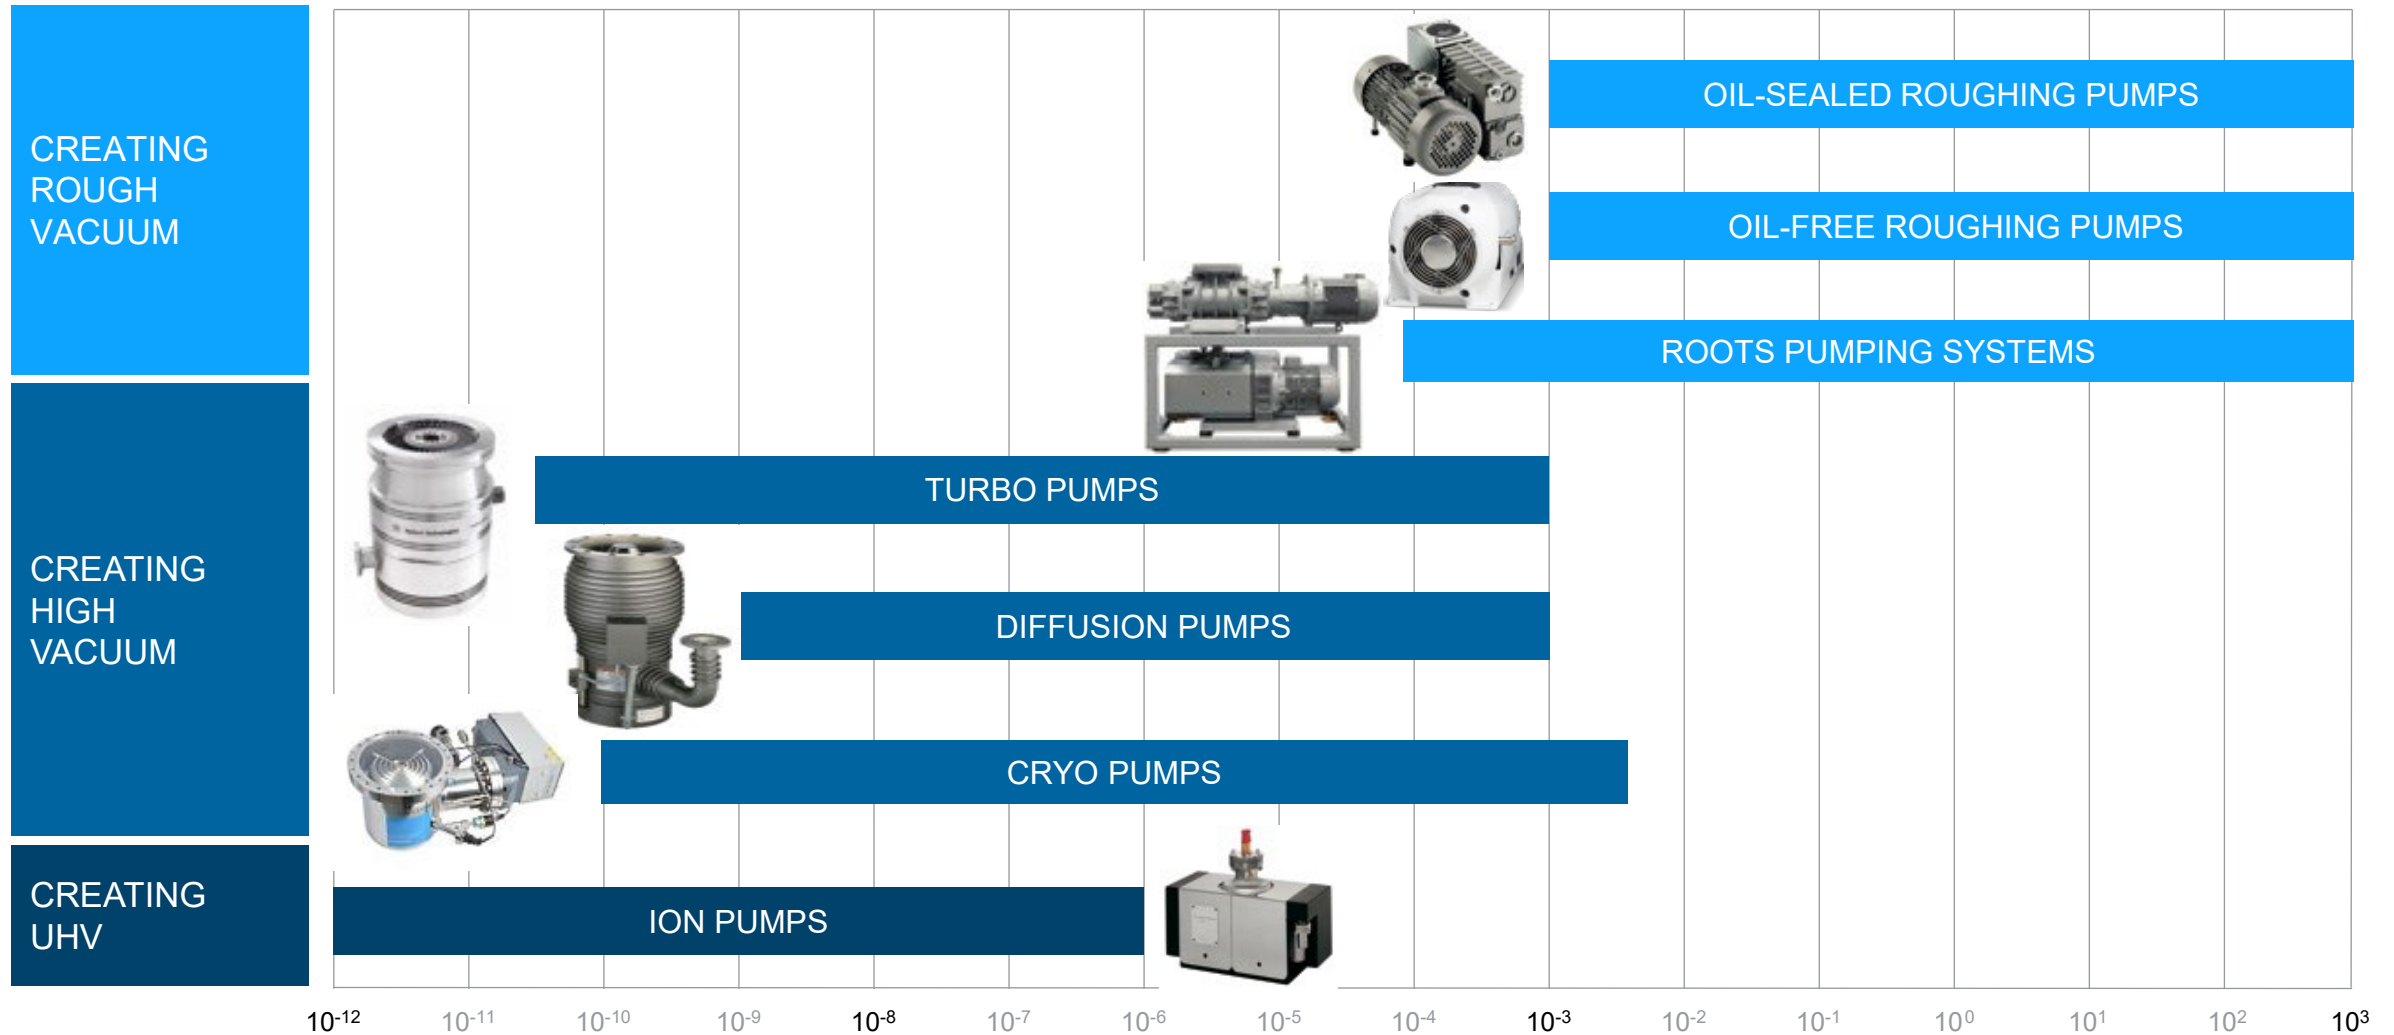 CREATING
ROUGH
VACUUM
OIL-SEALED ROUGHING PUMPS
OIL-FREE ROUGHING PUMPS
ROOTS PUMPING SYSTEMS
CREATING
HIGH
VACUUM
TURBO PUMPS
DIFFUSION PUMPS
CRYO PUMPS
CREATING
UHV
ION PUMPS
10⁻¹² 10⁻¹¹ 10⁻¹⁰ 10⁻⁹ 10⁻⁸ 10⁻⁷ 10⁻⁶ 10⁻⁵ 10⁻⁴ 10⁻³ 10⁻² 10⁻¹ 10⁰ 10¹ 10² 10³